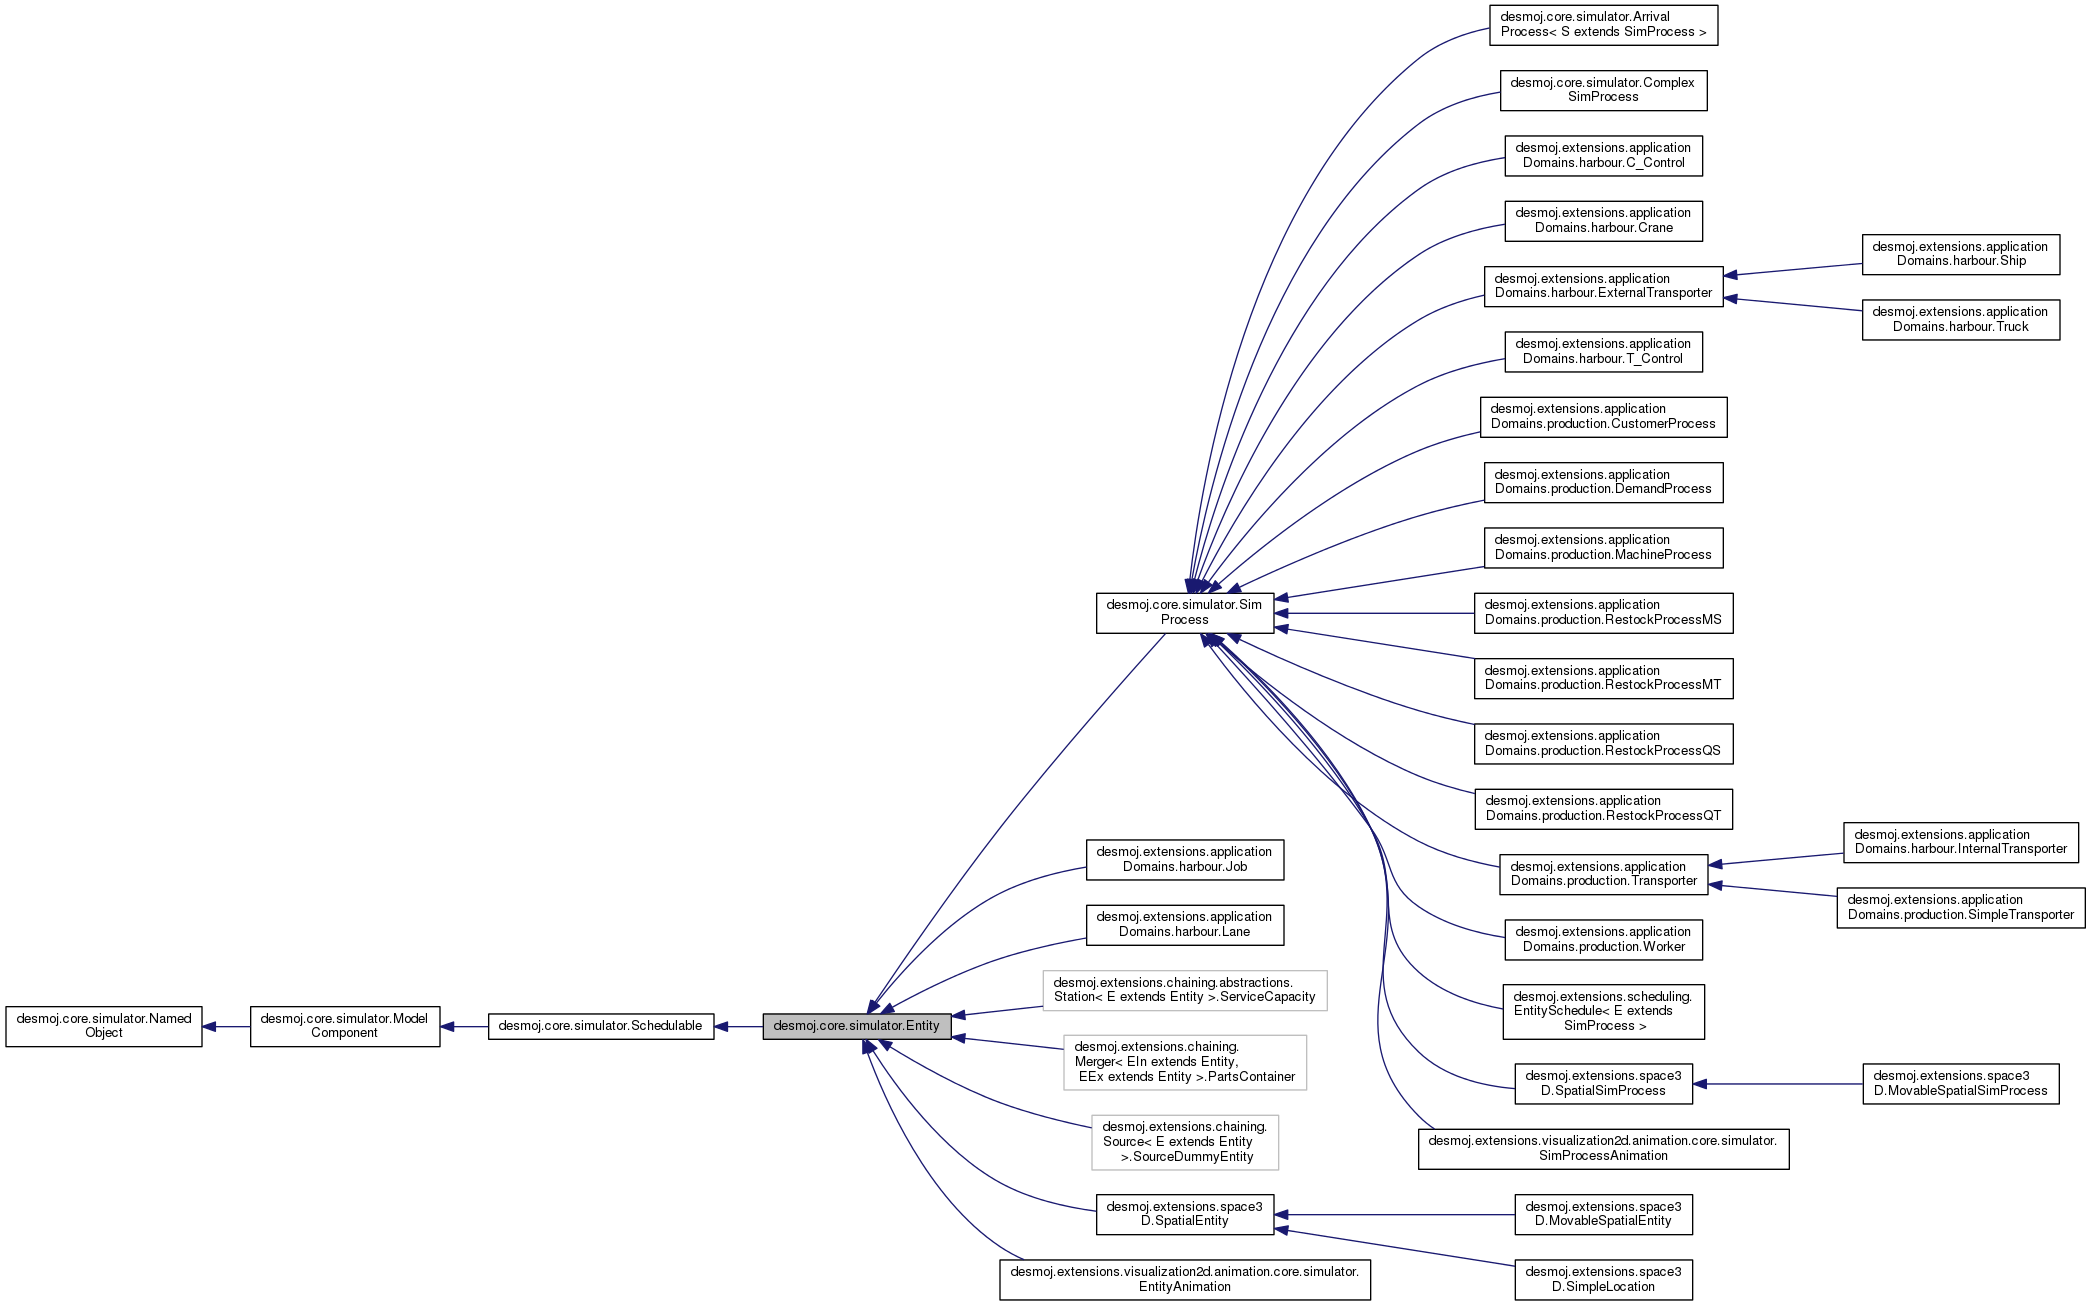 desmoj.core.simulator.Arrival
Process< S extends SimProcess >
desmoj.core.simulator.Complex
SimProcess
desmoj.extensions.application
Domains.harbour.C_Control
desmoj.extensions.application
Domains.harbour.Crane
desmoj.extensions.application
Domains.harbour.ExternalTransporter
desmoj.extensions.application
Domains.harbour.Ship
desmoj.extensions.application
Domains.harbour.Truck
desmoj.extensions.application
Domains.harbour.T_Control
desmoj.extensions.application
Domains.production.CustomerProcess
desmoj.extensions.application
Domains.production.DemandProcess
desmoj.extensions.application
Domains.production.MachineProcess
desmoj.core.simulator.Sim
Process
desmoj.extensions.application
Domains.production.RestockProcessMS
desmoj.extensions.application
Domains.production.RestockProcessMT
desmoj.extensions.application
Domains.production.RestockProcessQS
desmoj.extensions.application
Domains.production.RestockProcessQT
desmoj.extensions.application
Domains.production.Transporter
desmoj.extensions.application
Domains.harbour.InternalTransporter
desmoj.extensions.application
Domains.production.SimpleTransporter
desmoj.extensions.application
Domains.harbour.Job
desmoj.extensions.application
Domains.harbour.Lane
desmoj.extensions.application
Domains.production.Worker
desmoj.extensions.chaining.abstractions.
Station< E extends Entity >.ServiceCapacity
desmoj.extensions.scheduling.
EntitySchedule< E extends
SimProcess >
desmoj.core.simulator.Named
Object
desmoj.core.simulator.Model
Component
desmoj.core.simulator.Schedulable
desmoj.core.simulator.Entity
desmoj.extensions.chaining.
Merger< EIn extends Entity,
EEx extends Entity >.PartsContainer
desmoj.extensions.space3
D.SpatialSimProcess
desmoj.extensions.space3
D.MovableSpatialSimProcess
desmoj.extensions.chaining.
Source< E extends Entity
>.SourceDummyEntity
desmoj.extensions.visualization2d.animation.core.simulator.
SimProcessAnimation
desmoj.extensions.space3
D.SpatialEntity
desmoj.extensions.space3
D.MovableSpatialEntity
desmoj.extensions.visualization2d.animation.core.simulator.
EntityAnimation
desmoj.extensions.space3
D.SimpleLocation